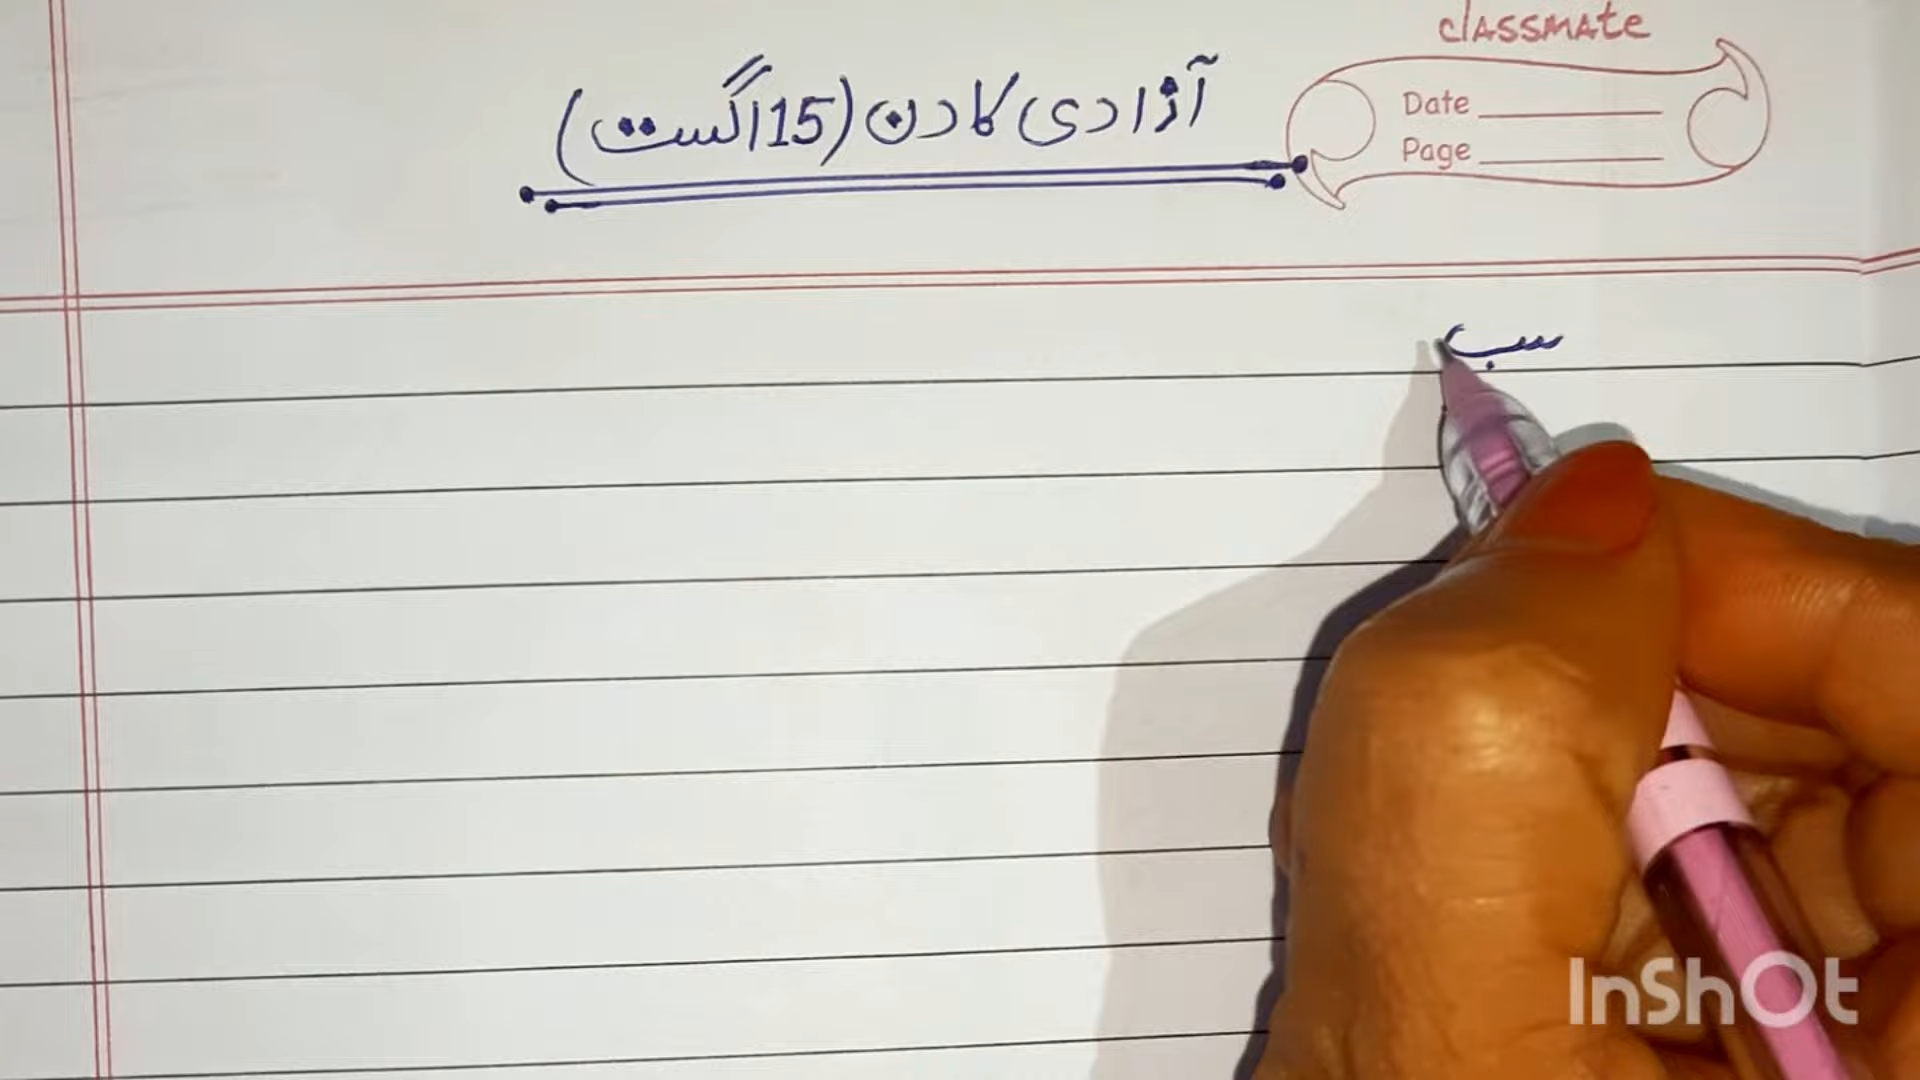 classmate
آزادی کا دن (15 اگست)
Date
Page
سب
InShOt